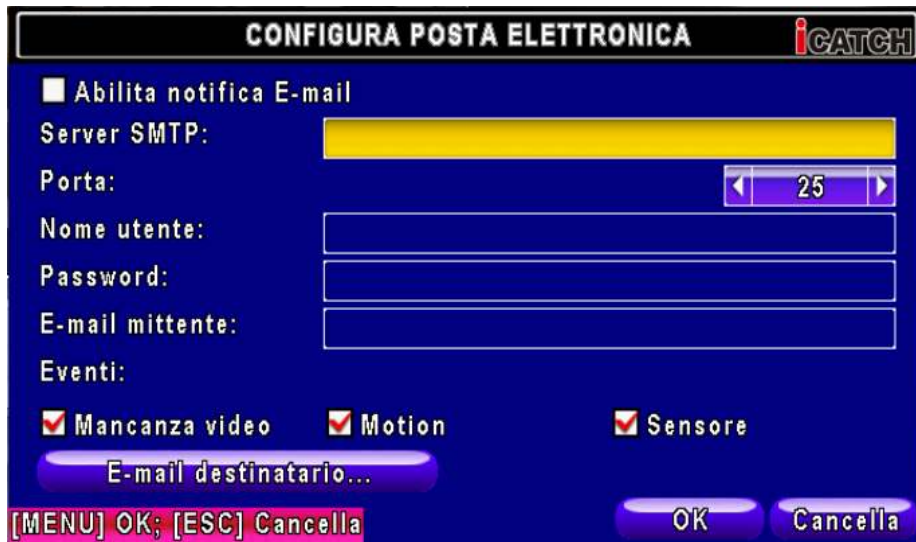 CONFIGURA POSTA ELETTRONICA iCATCH
Abilita notifica E-mail
Server SMTP:
Porta: 25
Nome utente:
Password:
E-mail mittente:
Eventi:
Mancanza video Motion Sensore
E-mail destinatario...
[MENU] OK; [ESC] Cancella OK Cancella